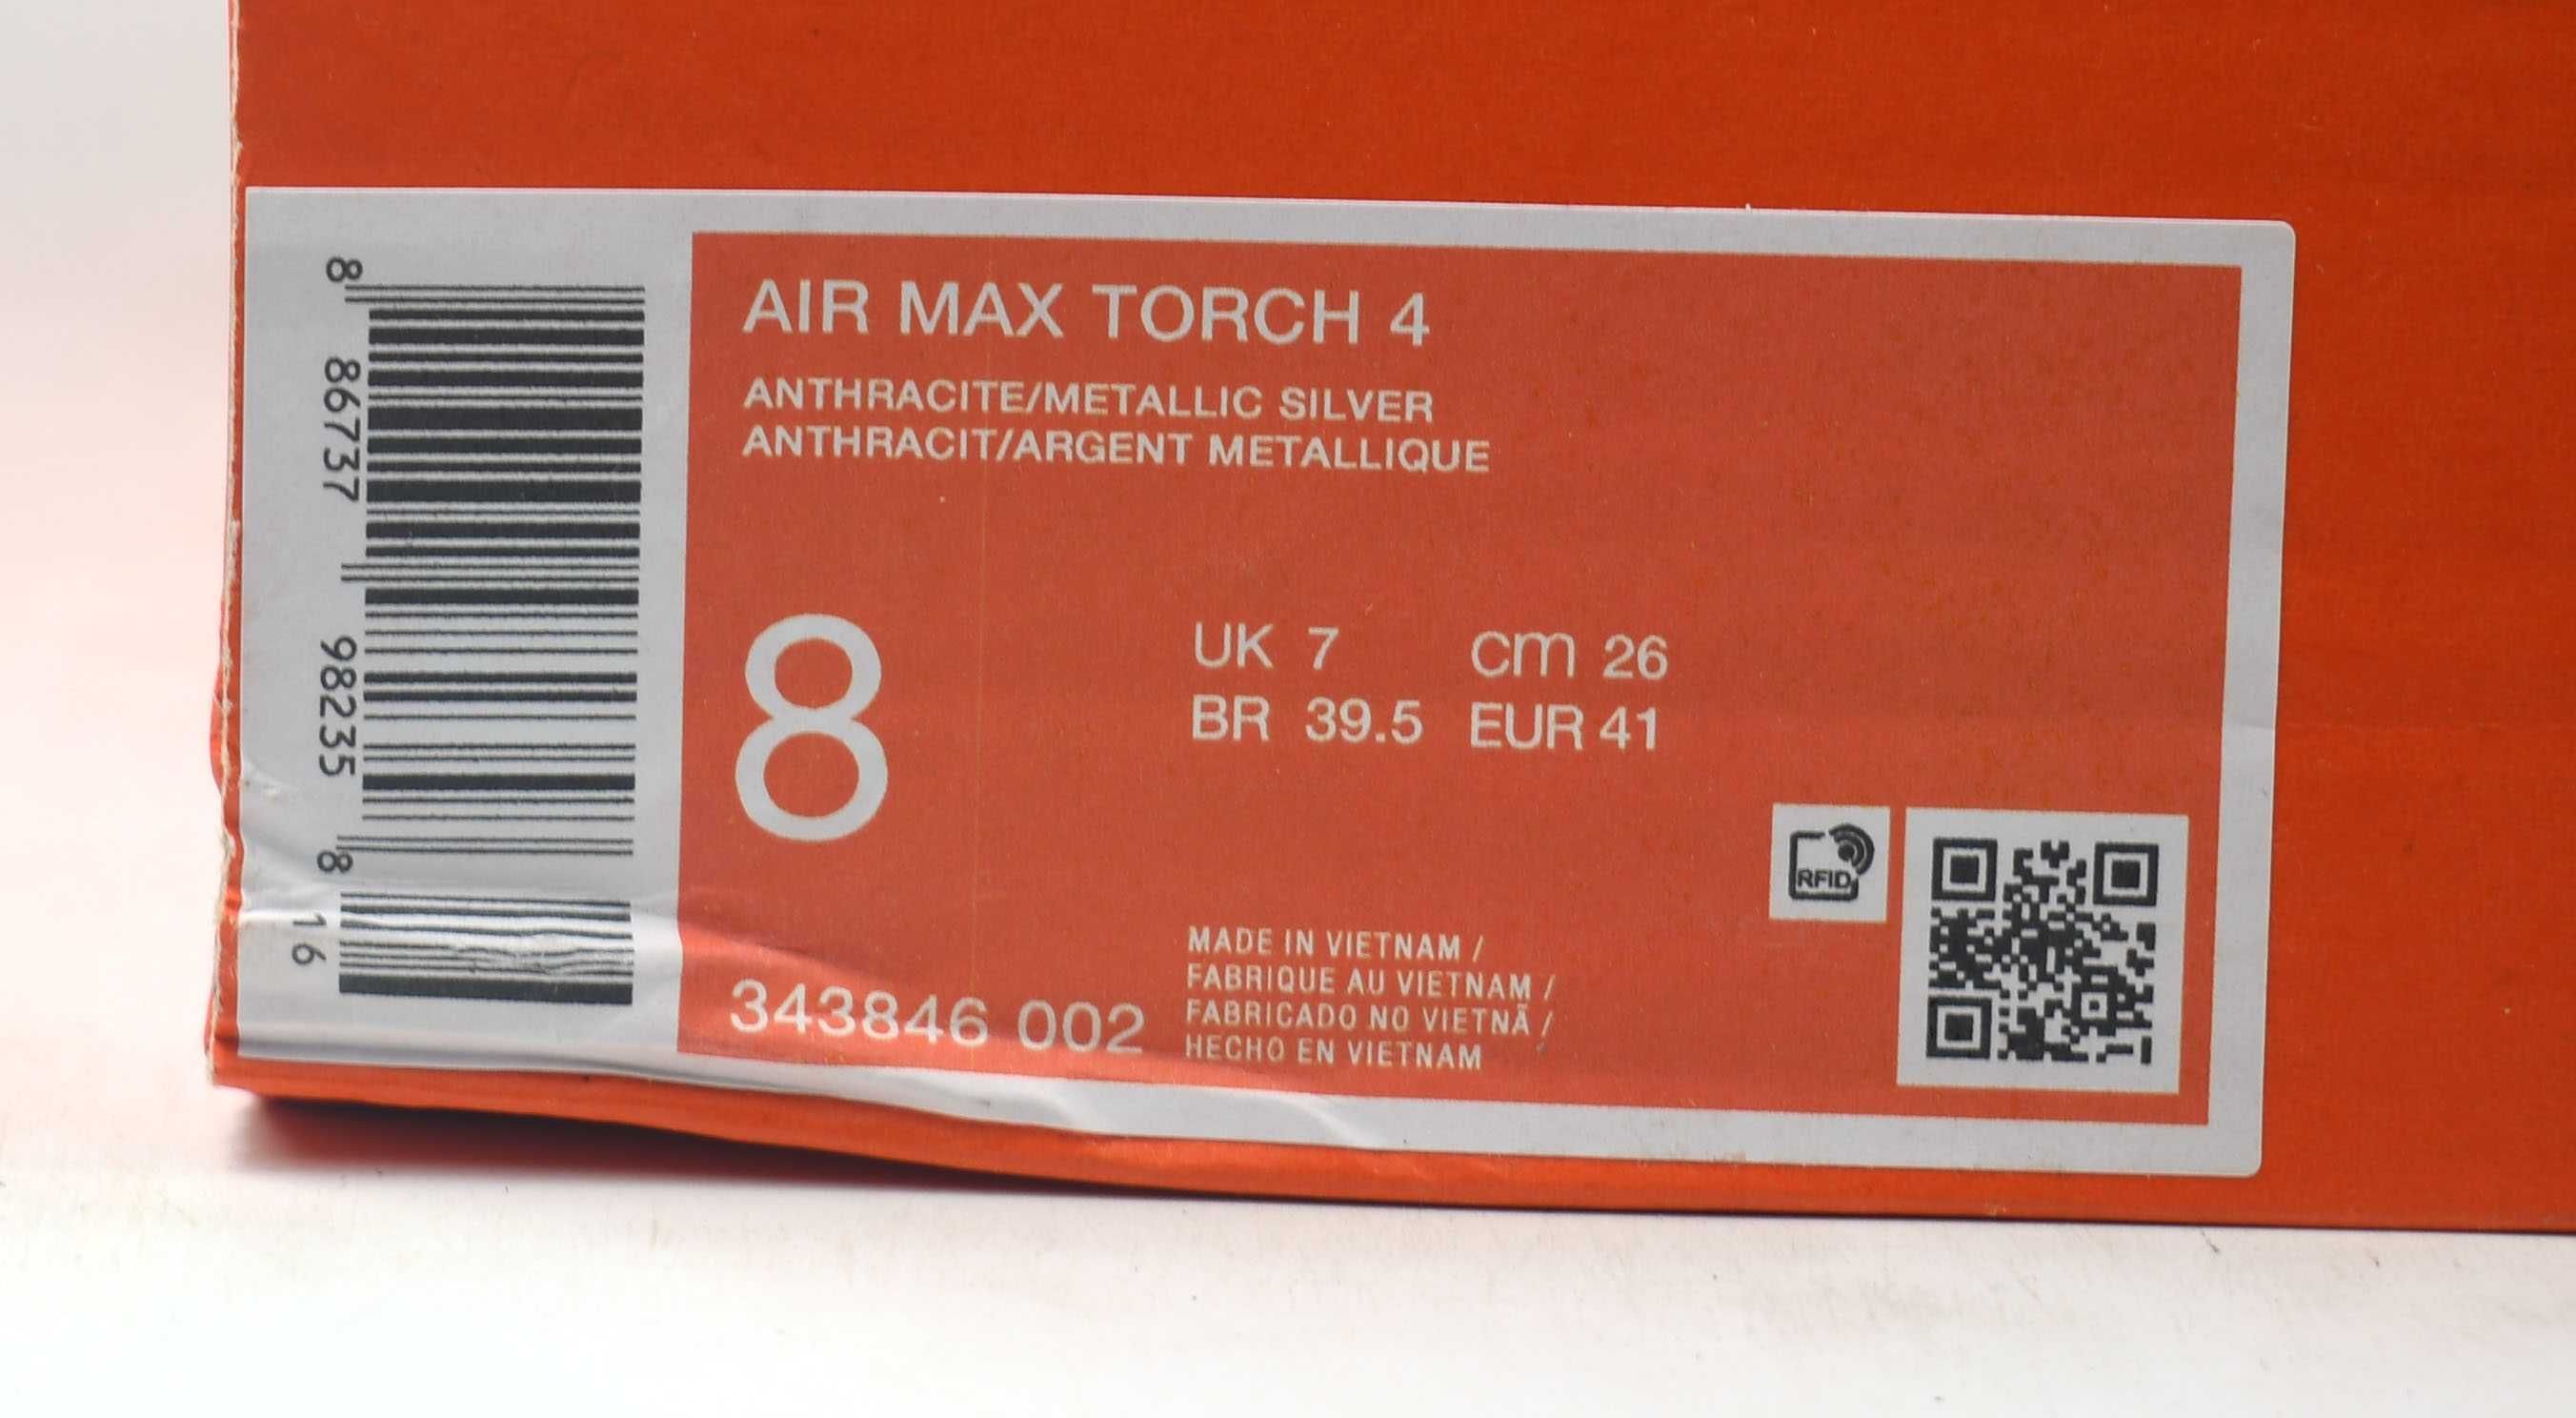 AIR MAX TORCH 4
ANTHRACITE/METALLIC SILVER
ANTHRACIT/ARGENT METALLIQUE
8
UK 7 cm 26
BR 39.5 EUR 41
RFID
343846 002
MADE IN VIETNAM /
FABRIQUE AU VIETNAM /
FABRICADO NO VIETNÃ /
HECHO EN VIETNAM
8 86737 98235 8 16